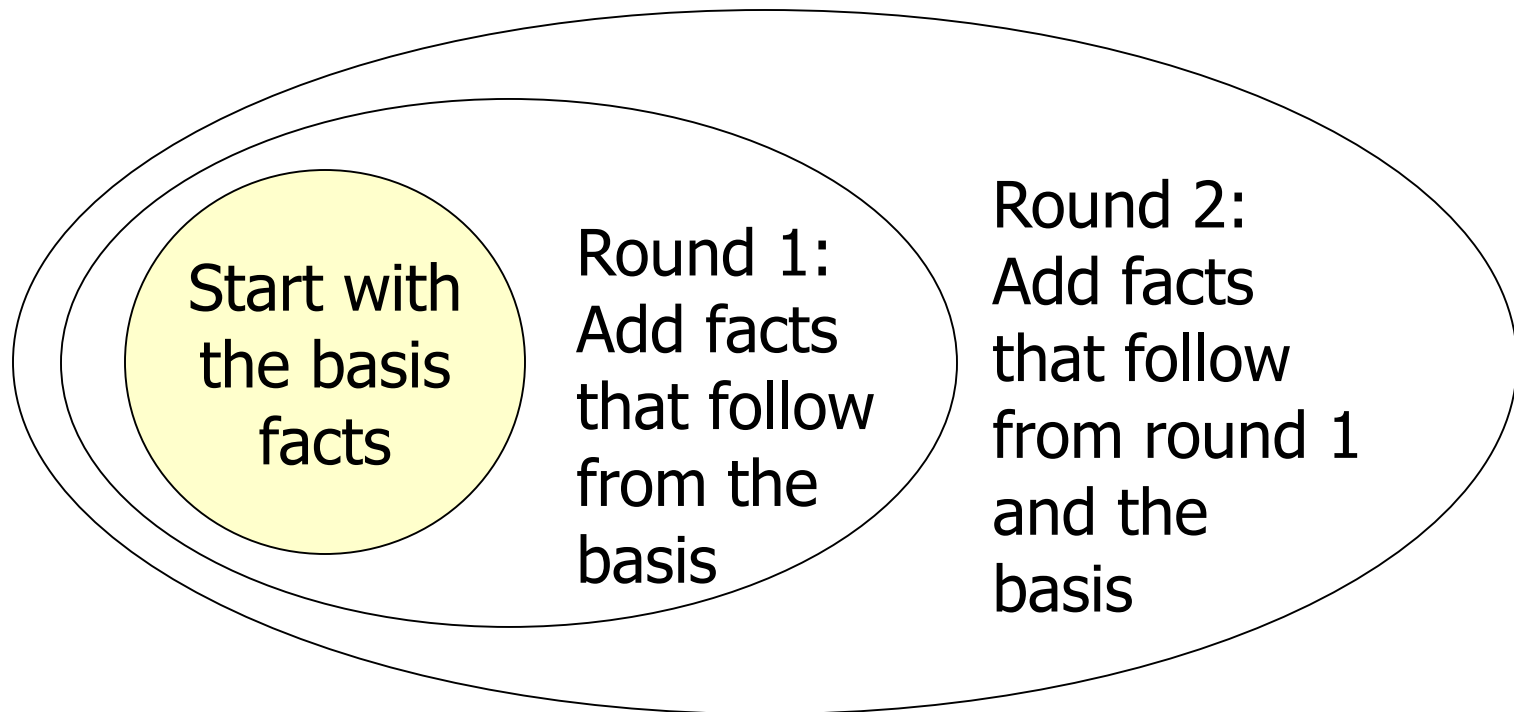 Start with
the basis
facts
Round 1:
Add facts
that follow
from the
basis
Round 2:
Add facts
that follow
from round 1
and the
basis